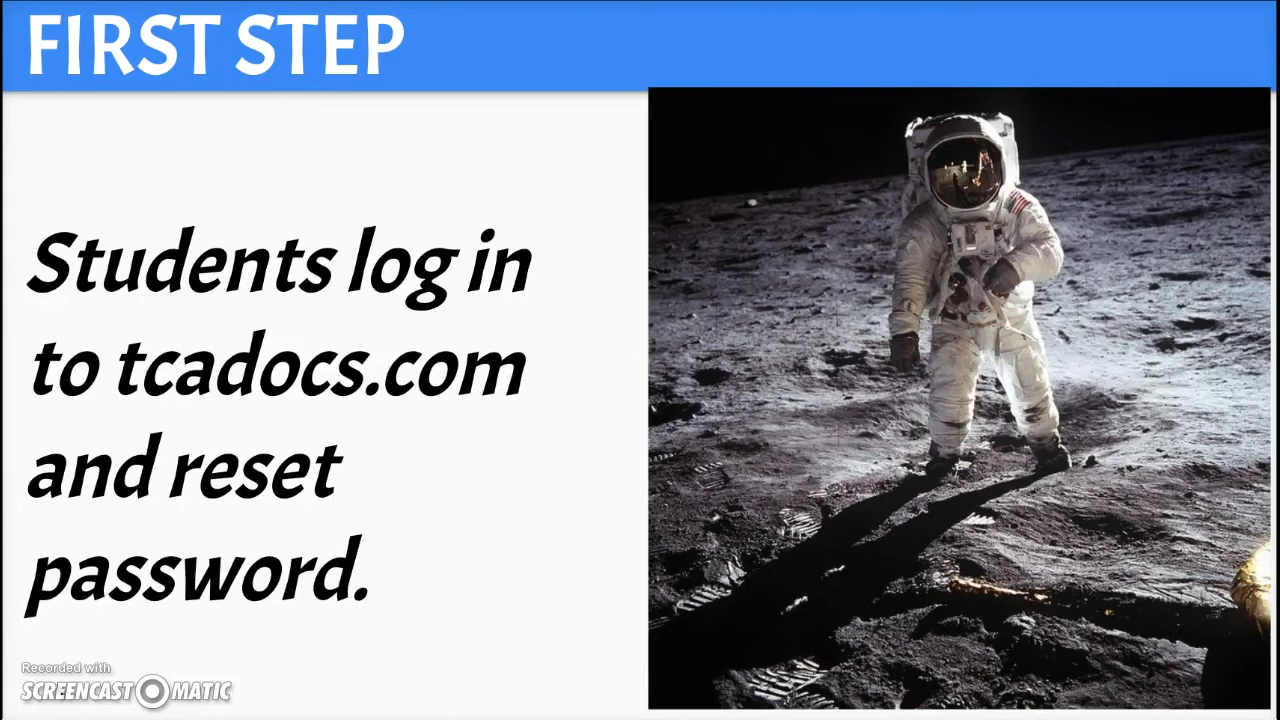 FIRST STEP
Students log in
to tcadocs.com
and reset
password.
Recorded with
SCREENCAST MATIC